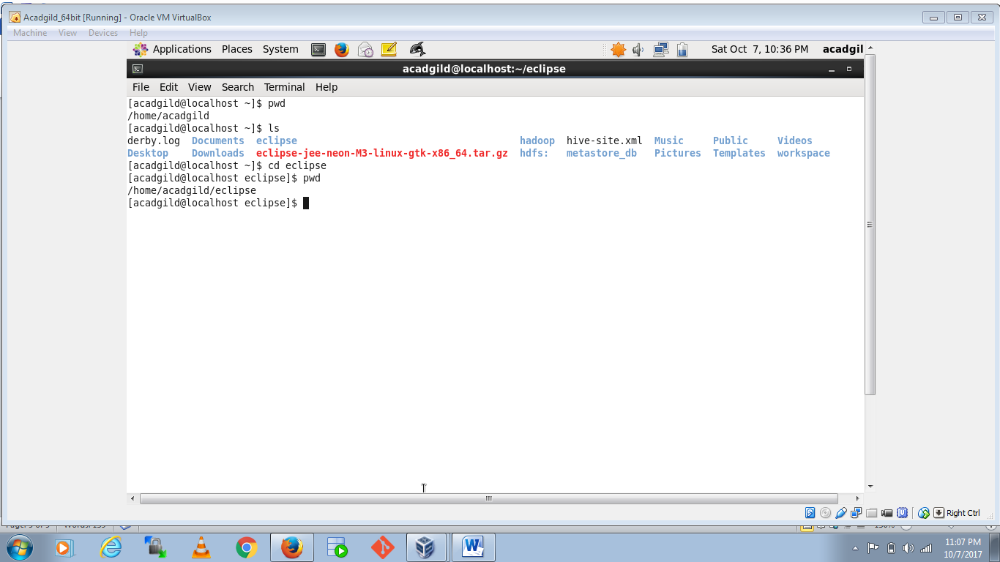 Acadgild_64bit [Running] - Oracle VM VirtualBox
Machine View Devices Help
Applications Places System Sat Oct 7, 10:36 PM acadgil
acadgild@localhost:~/eclipse
File Edit View Search Terminal Help
[acadgild@localhost ~]$ pwd
/home/acadgild
[acadgild@localhost ~]$ ls
derby.log Documents eclipse hadoop hive-site.xml Music Public Videos
Desktop Downloads eclipse-jee-neon-M3-linux-gtk-x86_64.tar.gz hdfs: metastore_db Pictures Templates workspace
[acadgild@localhost ~]$ cd eclipse
[acadgild@localhost eclipse]$ pwd
/home/acadgild/eclipse
[acadgild@localhost eclipse]$
Right Ctrl
11:07 PM
10/7/2017